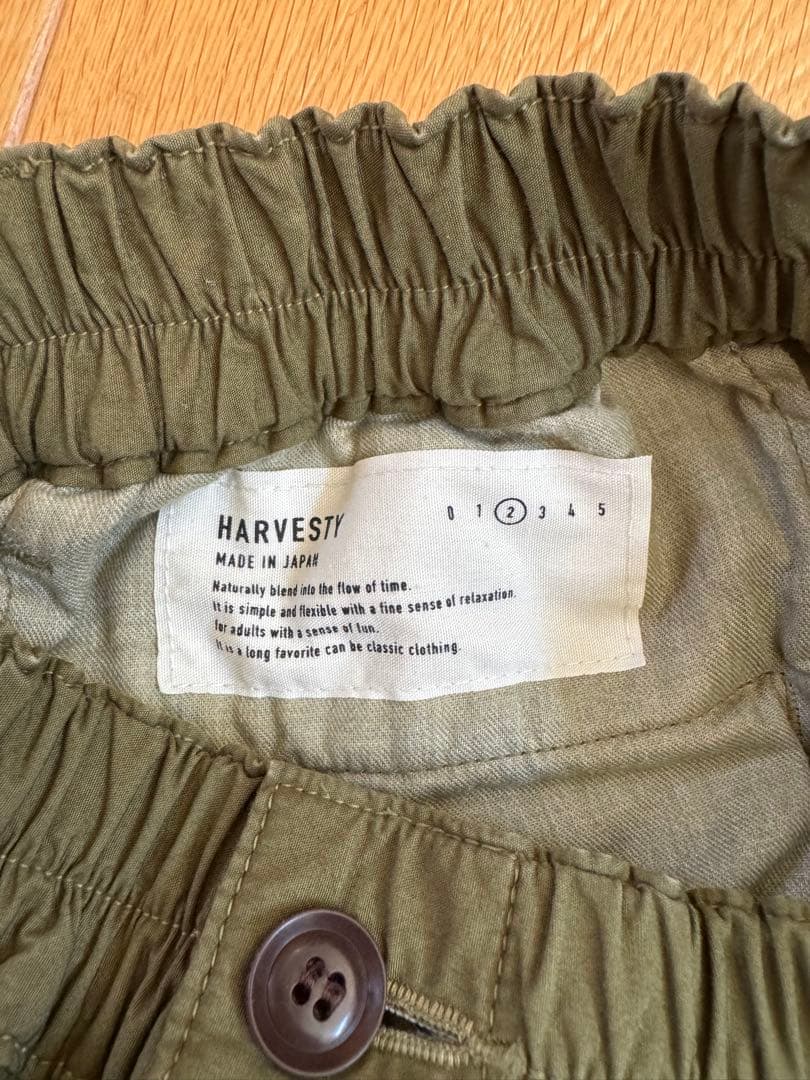 HARVESTY
0 1 2 3 4 5
MADE IN JAPAN
Naturally blend into the flow of time.
It is simple and flexible with a fine sense of relaxation.
for adults with a sense of fun.
It is a long favorite can be classic clothing.